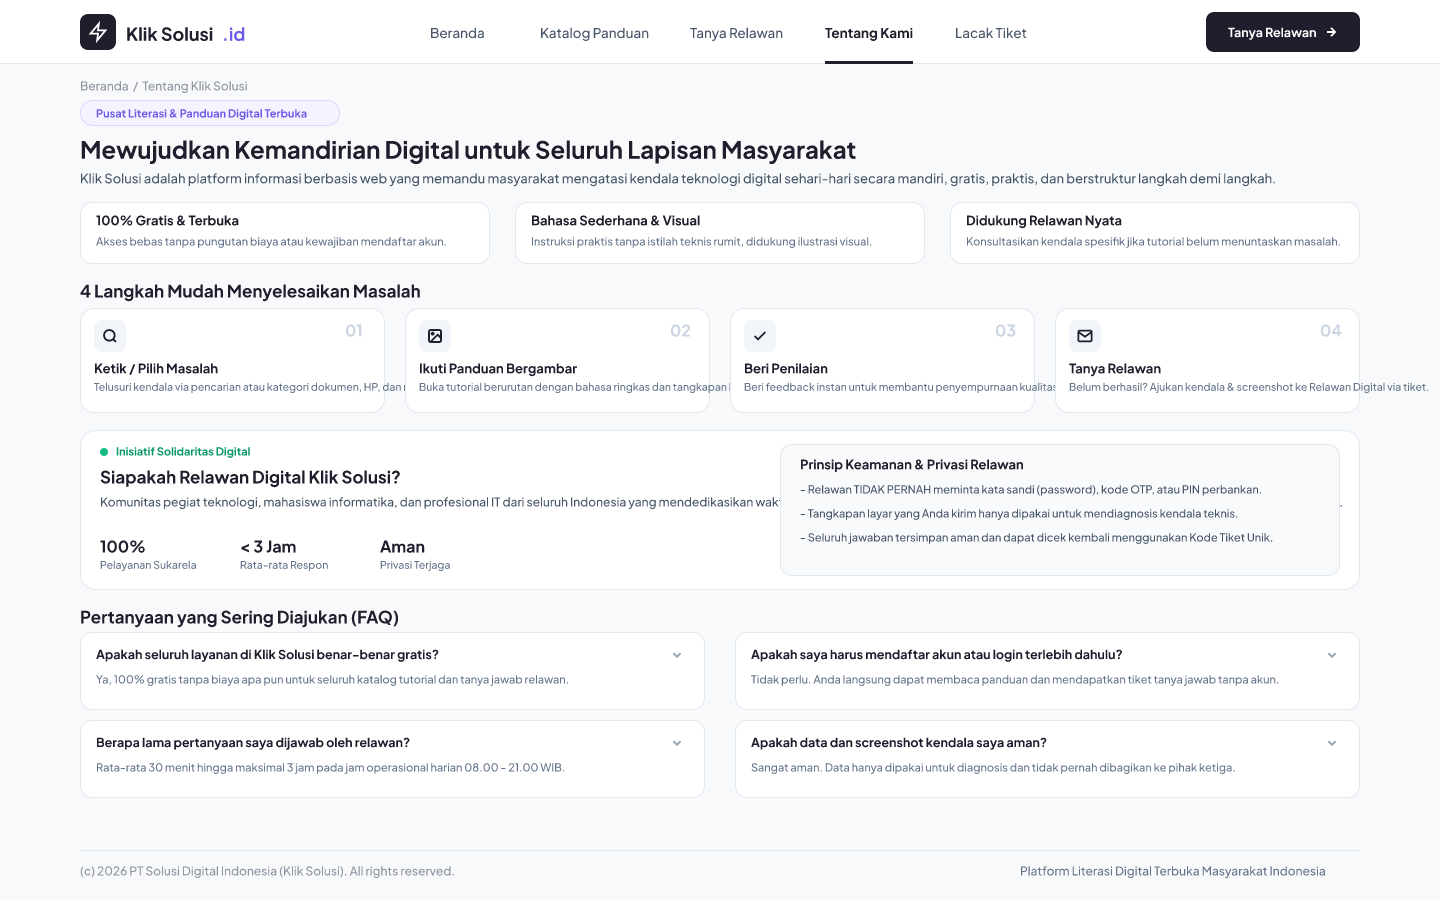 Klik Solusi .id
Beranda
Katalog Panduan
Tanya Relawan
Tentang Kami
Lacak Tiket
Tanya Relawan →
Beranda / Tentang Kami Klik Solusi
Pusat Literasi & Panduan Digital Terbuka
Mewujudkan Kemandirian Digital untuk Seluruh Lapisan Masyarakat
Klik Solusi adalah platform informasi berbasis web yang memandu masyarakat mengatasi kendala teknologi digital sehari-hari secara mandiri, gratis, praktis, dan berstruktur langkah demi langkah.
100% Gratis & Terbuka
Akses bebas tanpa pungutan biaya atau kewajiban mendaftar akun.
Bahasa Sederhana & Visual
Instruksi praktis tanpa istilah teknis rumit, didukung ilustrasi visual.
Didukung Relawan Nyata
Konsultasikan kendala spesifik jika tutorial belum menuntaskan masalah.
4 Langkah Mudah Menyelesaikan Masalah
01
Ketik / Pilih Masalah
Telusuri kendala via pencarian atau kategori dokumen, HP, dan
02
Ikuti Panduan Bergambar
Buka tutorial berurutan dengan bahasa ringkas dan tangkapan
03
Beri Penilaian
Beri feedback instan untuk membantu penyempurnaan kualitas
04
Tanya Relawan
Belum berhasil? Ajukan kendala & screenshot ke Relawan Digital via tiket.
Inisiatif Solidaritas Digital
Siapakah Relawan Digital Klik Solusi?
Komunitas pegiat teknologi, mahasiswa informatika, dan profesional IT dari seluruh Indonesia yang mendedikasikan
100%
Pelayanan Sukarela
< 3 Jam
Rata-rata Respon
Aman
Privasi Terjaga
Prinsip Keamanan & Privasi Relawan
- Relawan TIDAK PERNAH meminta kata sandi (password), kode OTP, atau PIN perbankan.
- Tangkapan layar yang Anda kirim hanya dipakai untuk mendiagnosis kendala teknis.
- Seluruh jawaban tersimpan aman dan dapat dicek kembali menggunakan Kode Tiket Unik.
Pertanyaan yang Sering Diajukan (FAQ)
Apakah seluruh layanan di Klik Solusi benar-benar gratis?
Ya, 100% gratis tanpa biaya apa pun untuk seluruh katalog tutorial dan tanya jawab relawan.
Apakah saya harus mendaftar akun atau login terlebih dahulu?
Tidak perlu. Anda langsung dapat membaca panduan dan mendapatkan tiket tanya jawab tanpa akun.
Berapa lama pertanyaan saya dijawab oleh relawan?
Rata-rata 30 menit hingga maksimal 3 jam pada jam operasional harian 08.00 - 21.00 WIB.
Apakah data dan screenshot kendala saya aman?
Sangat aman. Data hanya dipakai untuk diagnosis dan tidak pernah dibagikan ke pihak ketiga.
(c) 2026 PT Solusi Digital Indonesia (Klik Solusi). All rights reserved.
Platform Literasi Digital Terbuka Masyarakat Indonesia